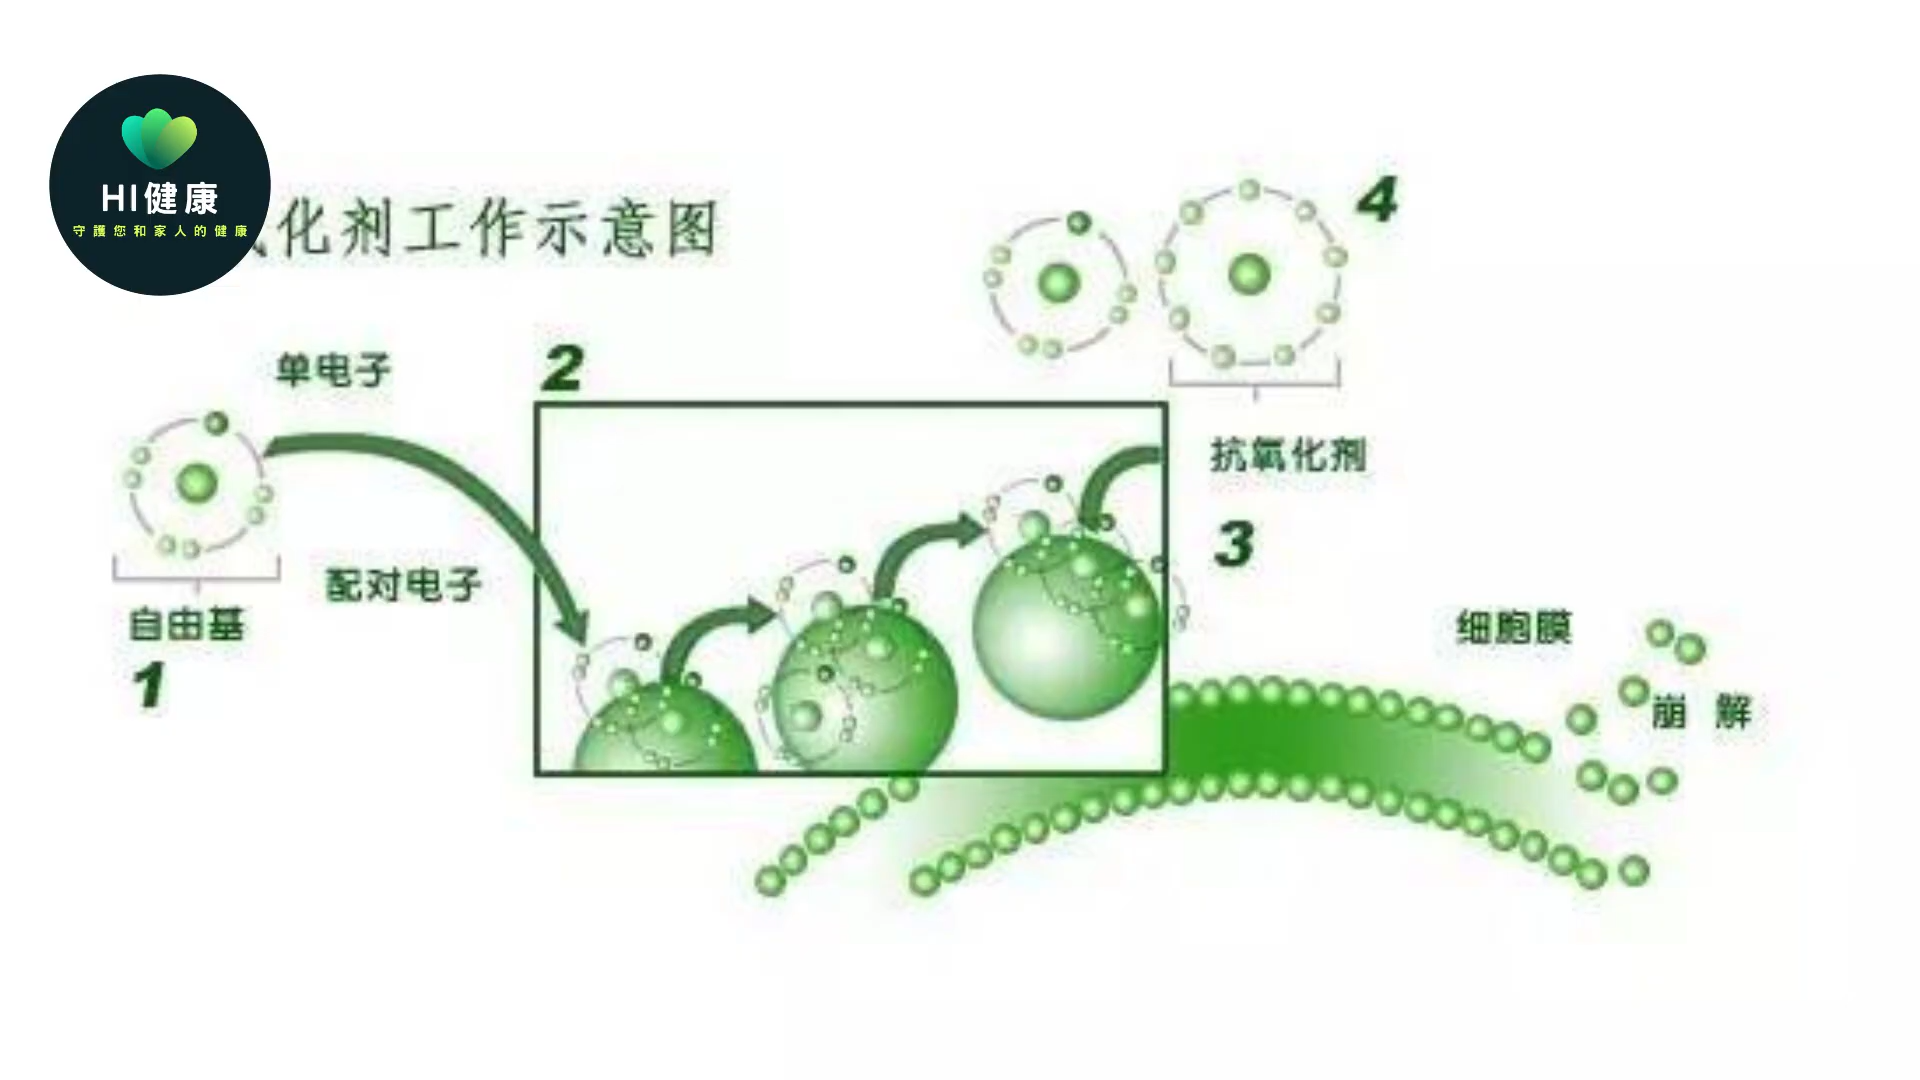 HI健康
守護您和家人的健康
化剂工作示意图
4
单电子
2
抗氧化剂
3
配对电子
自由基
1
细胞膜
崩 解